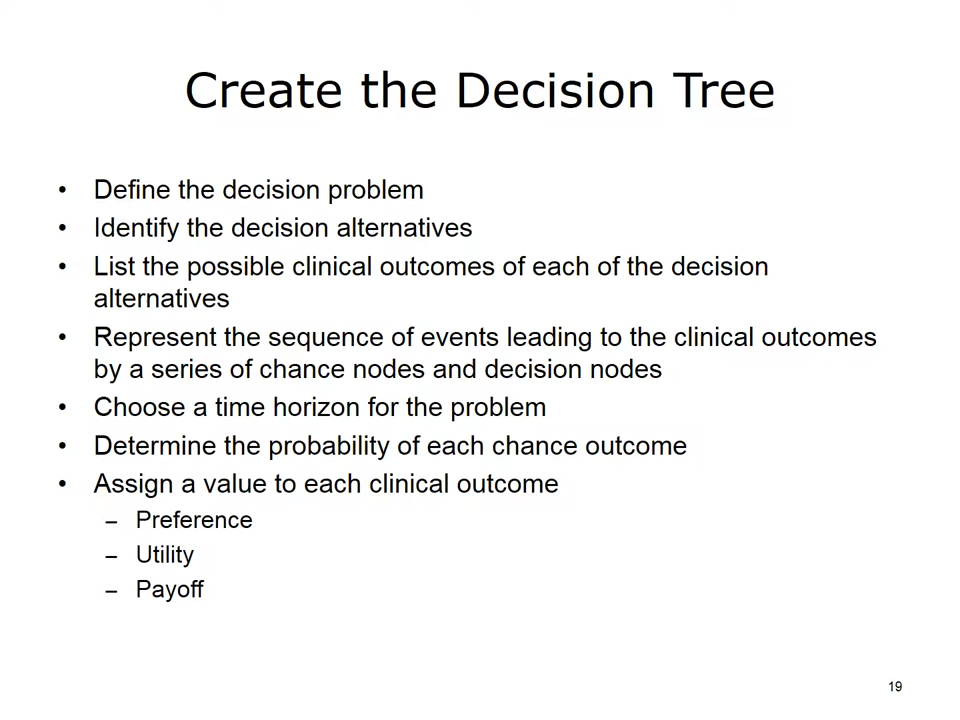 Create the Decision Tree
• Define the decision problem
• Identify the decision alternatives
• List the possible clinical outcomes of each of the decision
alternatives
• Represent the sequence of events leading to the clinical outcomes
by a series of chance nodes and decision nodes
• Choose a time horizon for the problem
• Determine the probability of each chance outcome
• Assign a value to each clinical outcome
– Preference
– Utility
– Payoff
19